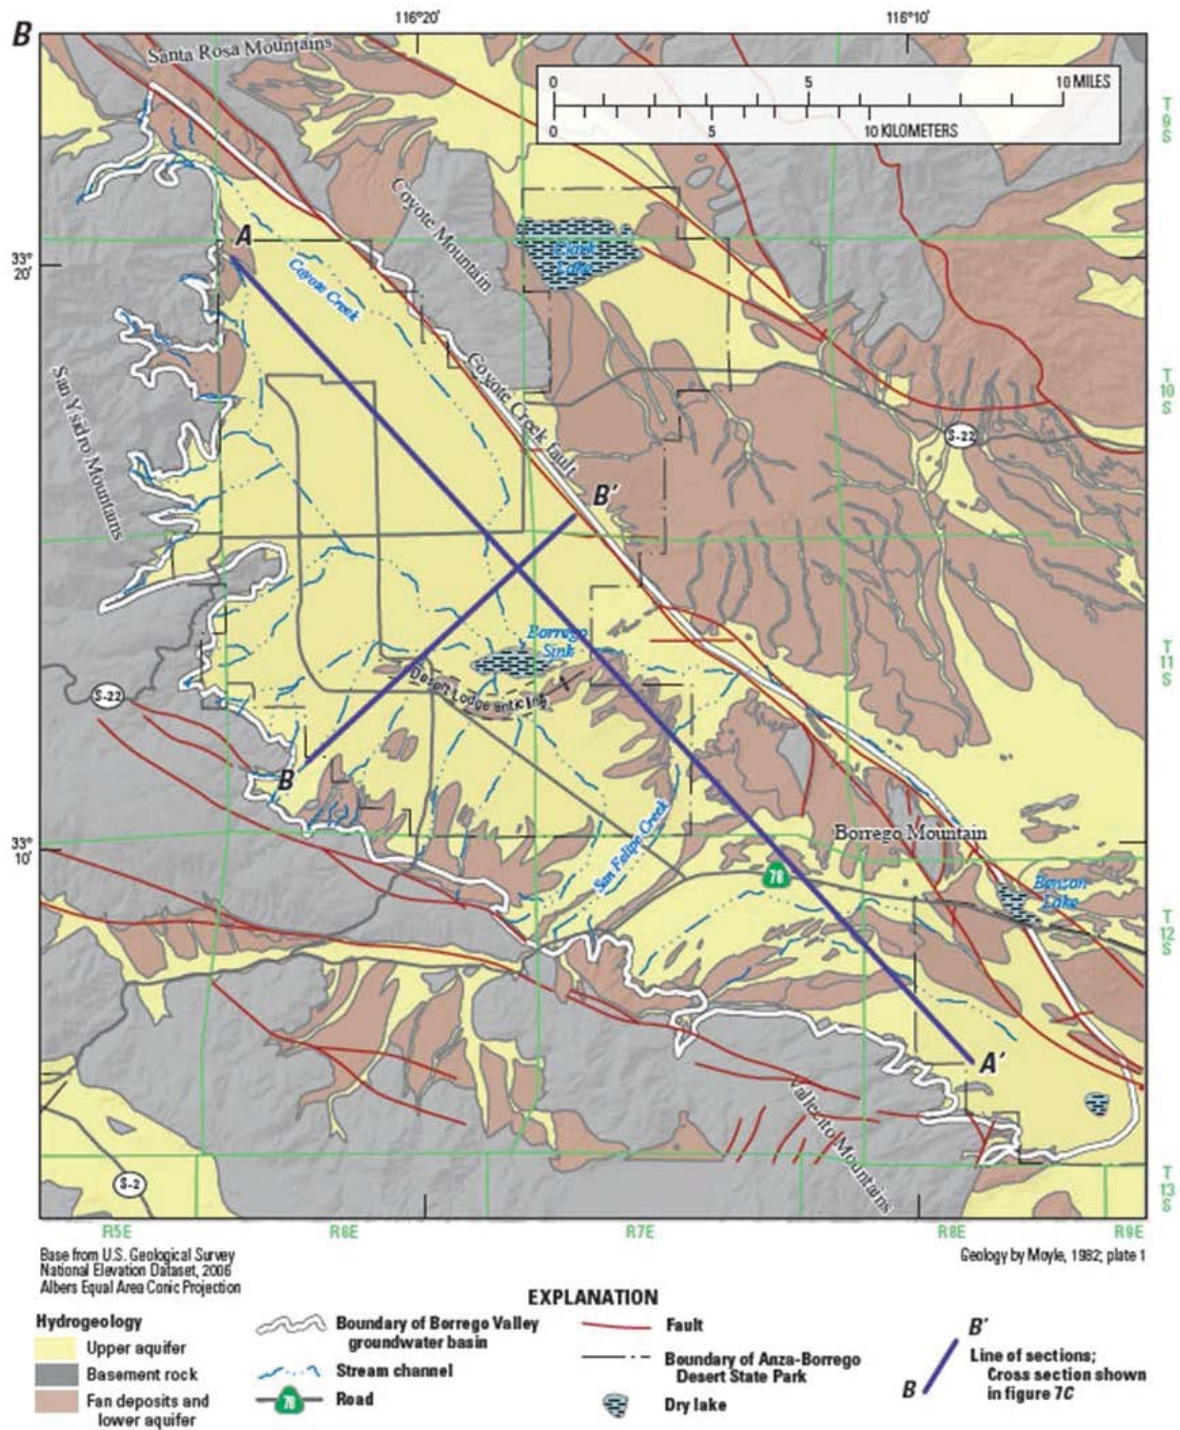 B
116°20'
116°10'
Santa Rosa Mountains
0 5 10 MILES
0 5 10 KILOMETERS
T
9
S
Coyote Mountain
A
Clark
Lake
33°
20'
Coyote Creek
San Ysidro Mountains
Coyote Creek fault
T
10
S
S-22
B'
Borrego
Sink
T
11
S
Desert Lodge anticline
S-22
B
San Felipe Creek
Borrego Mountain
33°
10'
78
Benson
Lake
T
12
S
A'
Vallecito Mountains
S-2
T
13
S
R5E R6E R7E R8E R9E
Base from U.S. Geological Survey
National Elevation Dataset, 2006
Albers Equal Area Conic Projection
Geology by Moyle, 1982; plate 1
EXPLANATION
Hydrogeology
Upper aquifer
Basement rock
Fan deposits and
lower aquifer
Boundary of Borrego Valley
groundwater basin
Stream channel
78
Road
Fault
Boundary of Anza-Borrego
Desert State Park
Dry lake
B'
B
Line of sections;
Cross section shown
in figure 7C